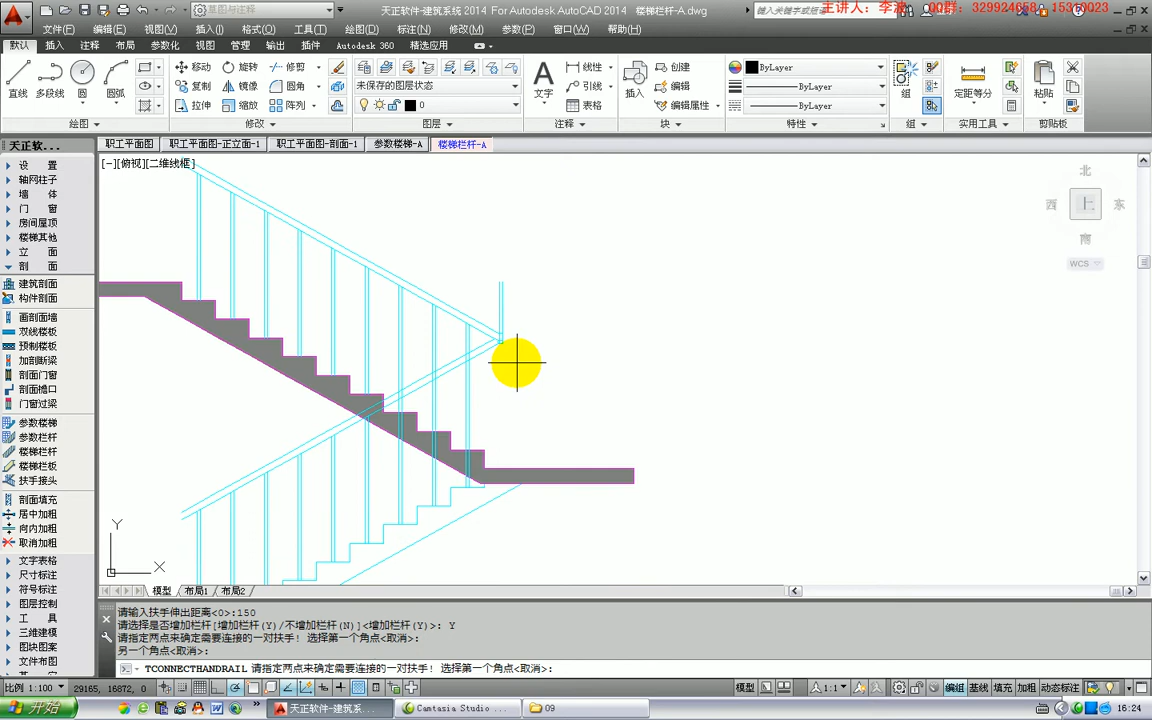 草图与注释
天正软件-建筑系统 2014 For Autodesk AutoCAD 2014 楼梯栏杆-A.dwg
键入关键字或短语
主讲人：李波 QQ群：329924658、15310023
文件(F) 编辑(E) 视图(V) 插入(I) 格式(O) 工具(T) 绘图(D) 标注(N) 修改(M) 参数(P) 窗口(W) 帮助(H)
默认 插入 注释 布局 参数化 视图 管理 输出 插件 Autodesk 360 精选应用
直线 多段线 圆 圆弧
移动 旋转 修剪
复制 镜像 圆角
拉伸 缩放 阵列
未保存的图层状态
0
文字
线性
引线
表格
插入
创建
编辑
编辑属性
ByLayer
ByLayer
ByLayer
组
定距等分
粘贴
绘图 修改 图层 注释 块 特性 组 实用工具 剪贴板
天正...
职工平面图 职工平面图-正立面-1 职工平面图-剖面-1 参数楼梯-A 楼梯栏杆-A
[-][俯视][二维线框]
设 置
轴网柱子
墙 体
门 窗
房间屋顶
楼梯其他
立 面
剖 面
建筑剖面
构件剖面
画剖面墙
双线楼板
预制楼板
加剖断梁
剖面门窗
剖面檐口
门窗过梁
参数楼梯
参数栏杆
楼梯栏杆
楼梯栏板
扶手接头
剖面填充
居中加粗
向内加粗
取消加粗
文字表格
尺寸标注
符号标注
图层控制
工 具
三维建模
图块图案
文件布图
北
西 上 东
南
WCS
Y
X
模型 布局1 布局2
请输入扶手伸出距离<0>:150
请选择是否增加栏杆[增加栏杆(Y)/不增加栏杆(N)]<增加栏杆(Y)>: Y
请指定两点来确定需要连接的一对扶手! 选择第一个角点<取消>:
另一个角点<取消>:
TCONNECTHANDRAIL 请指定两点来确定需要连接的一对扶手! 选择第一个角点<取消>:
比例 1:100 29165, 16872, 0
模型 1:1 编组 基线 填充 加粗 动态标注
开始 天正软件-建筑系... Camtasia Studio ... 09 16:24